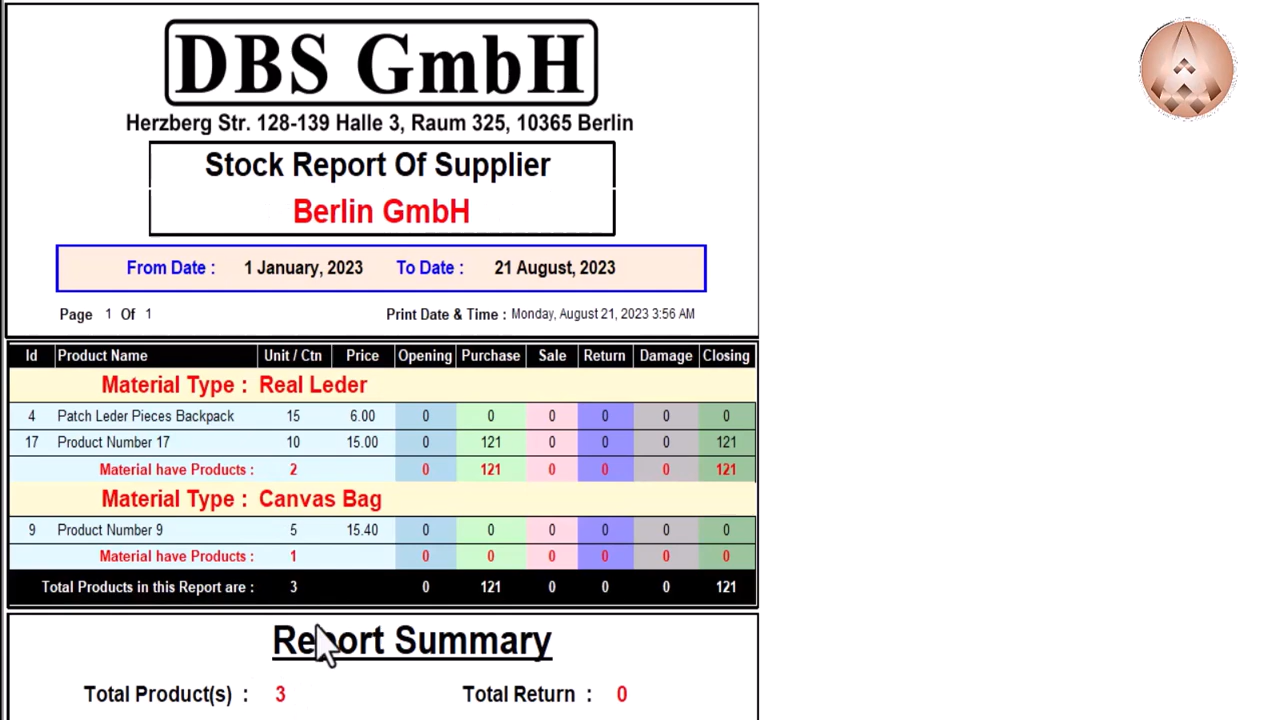 DBS GmbH
Herzberg Str. 128-139 Halle 3, Raum 325, 10365 Berlin
Stock Report Of Supplier
Berlin GmbH
From Date : 1 January, 2023 To Date : 21 August, 2023
Page 1 Of 1 Print Date & Time : Monday, August 21, 2023 3:56 AM
Id Product Name Unit / Ctn Price Opening Purchase Sale Return Damage Closing
Material Type : Real Leder
4 Patch Leder Pieces Backpack 15 6.00 0 0 0 0 0 0
17 Product Number 17 10 15.00 0 121 0 0 0 121
Material have Products : 2 0 121 0 0 0 121
Material Type : Canvas Bag
9 Product Number 9 5 15.40 0 0 0 0 0 0
Material have Products : 1 0 0 0 0 0 0
Total Products in this Report are : 3 0 121 0 0 0 121
Report Summary
Total Product(s) : 3 Total Return : 0